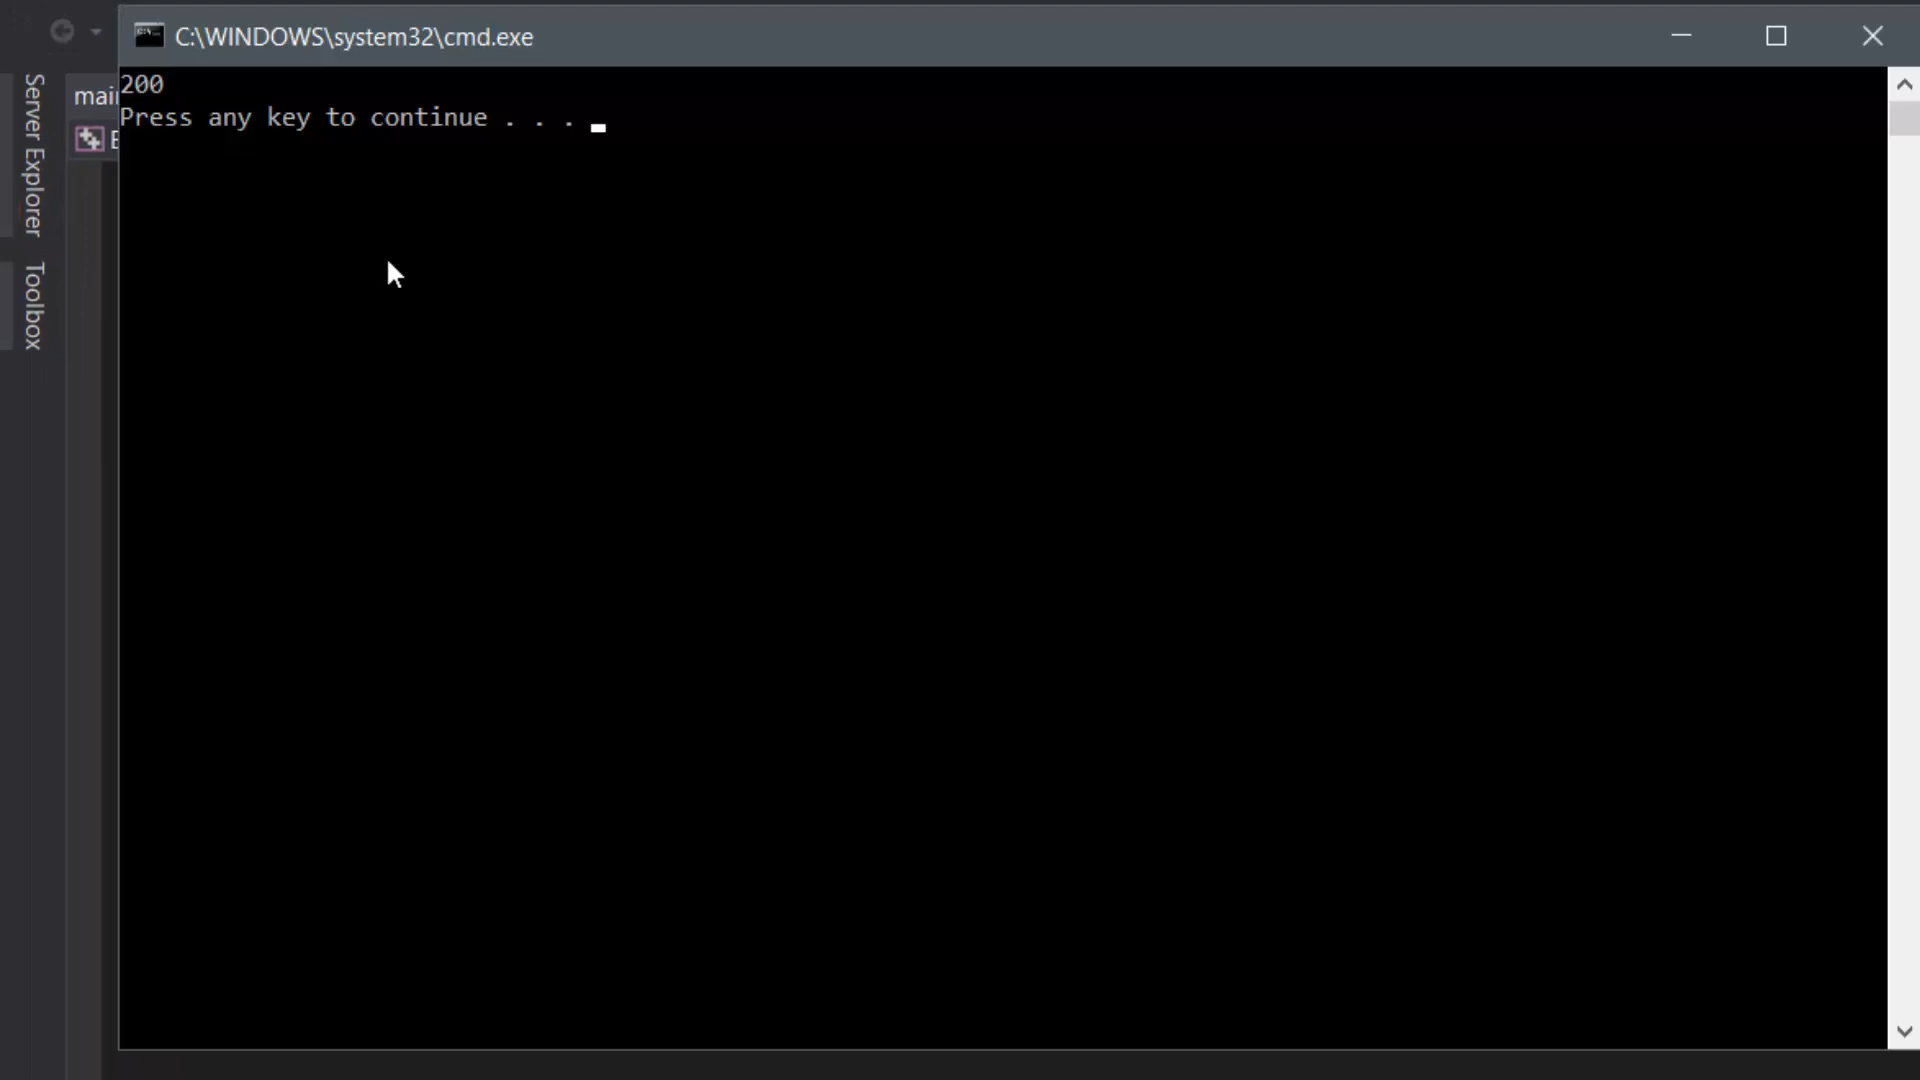 C:\WINDOWS\system32\cmd.exe
200
Press any key to continue . . .
Server Explorer
Toolbox